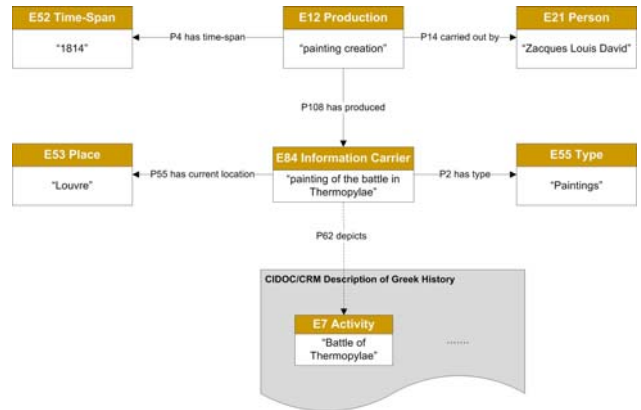 E52 Time-Span
E12 Production
E21 Person
"1814"
P4 has time-span
"painting creation"
P14 carried out by
"Zacques Louis David"
P108 has produced
E53 Place
E84 Information Carrier
E55 Type
"Louvre"
P55 has current location
"painting of the battle in
Thermopylae"
P2 has type
"Paintings"
P62 depicts
CIDOC/CRM Description of Greek History
E7 Activity
"Battle of
Thermopylae"
.......